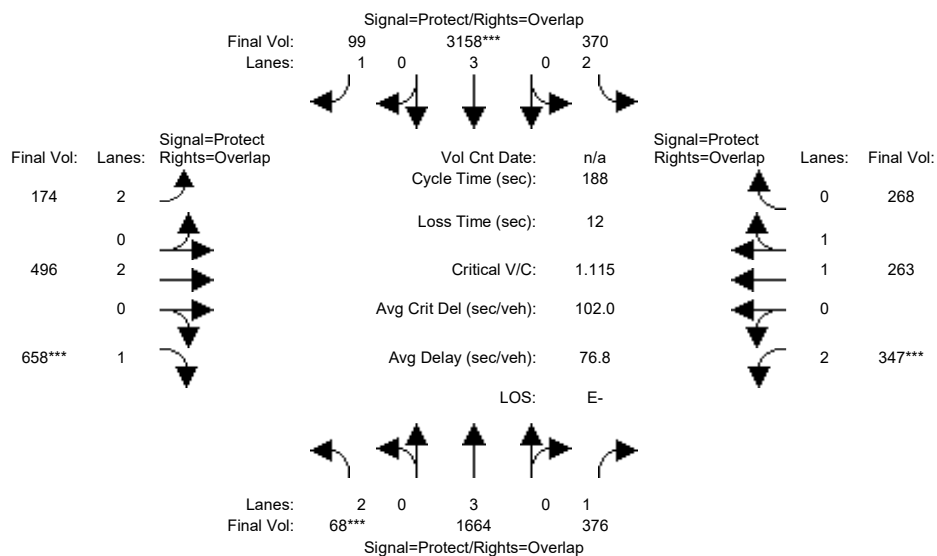 Signal=Protect/Rights=Overlap
Final Vol: 99 3158*** 370
Lanes: 1 0 3 0 2
Signal=Protect
Final Vol: Lanes: Rights=Overlap
Vol Cnt Date: n/a
Signal=Protect
Rights=Overlap Lanes: Final Vol:
Cycle Time (sec): 188
174 2
0 268
Loss Time (sec): 12
0
1
496 2
Critical V/C: 1.115
1 263
0
Avg Crit Del (sec/veh): 102.0
0
658*** 1
Avg Delay (sec/veh): 76.8
2 347***
LOS: E-
Lanes: 2 0 3 0 1
Final Vol: 68*** 1664 376
Signal=Protect/Rights=Overlap